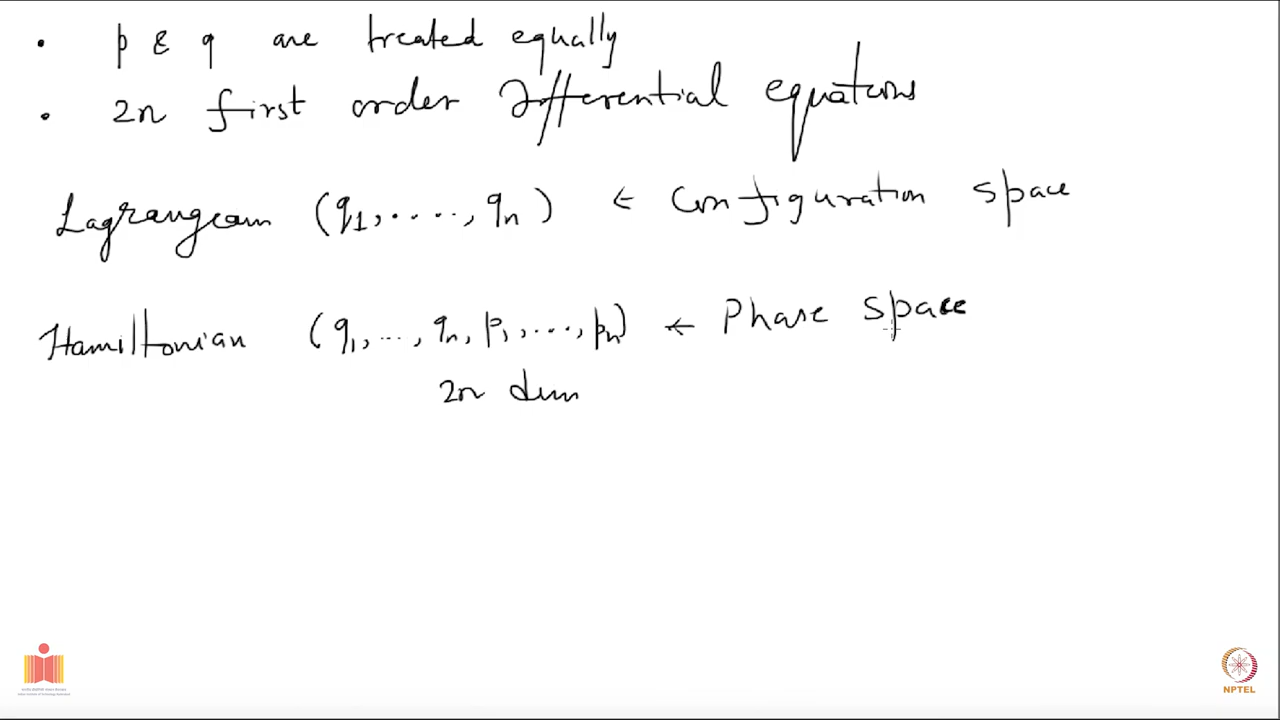 • p & q are treated equally
• 2n first order Differential equations
Lagrangean (q₁, ....., qₙ) ← Configuration space
Hamiltonian (q₁, ..., qₙ, p₁, ...., pₙ) ← Phase space
2n dim
NPTEL